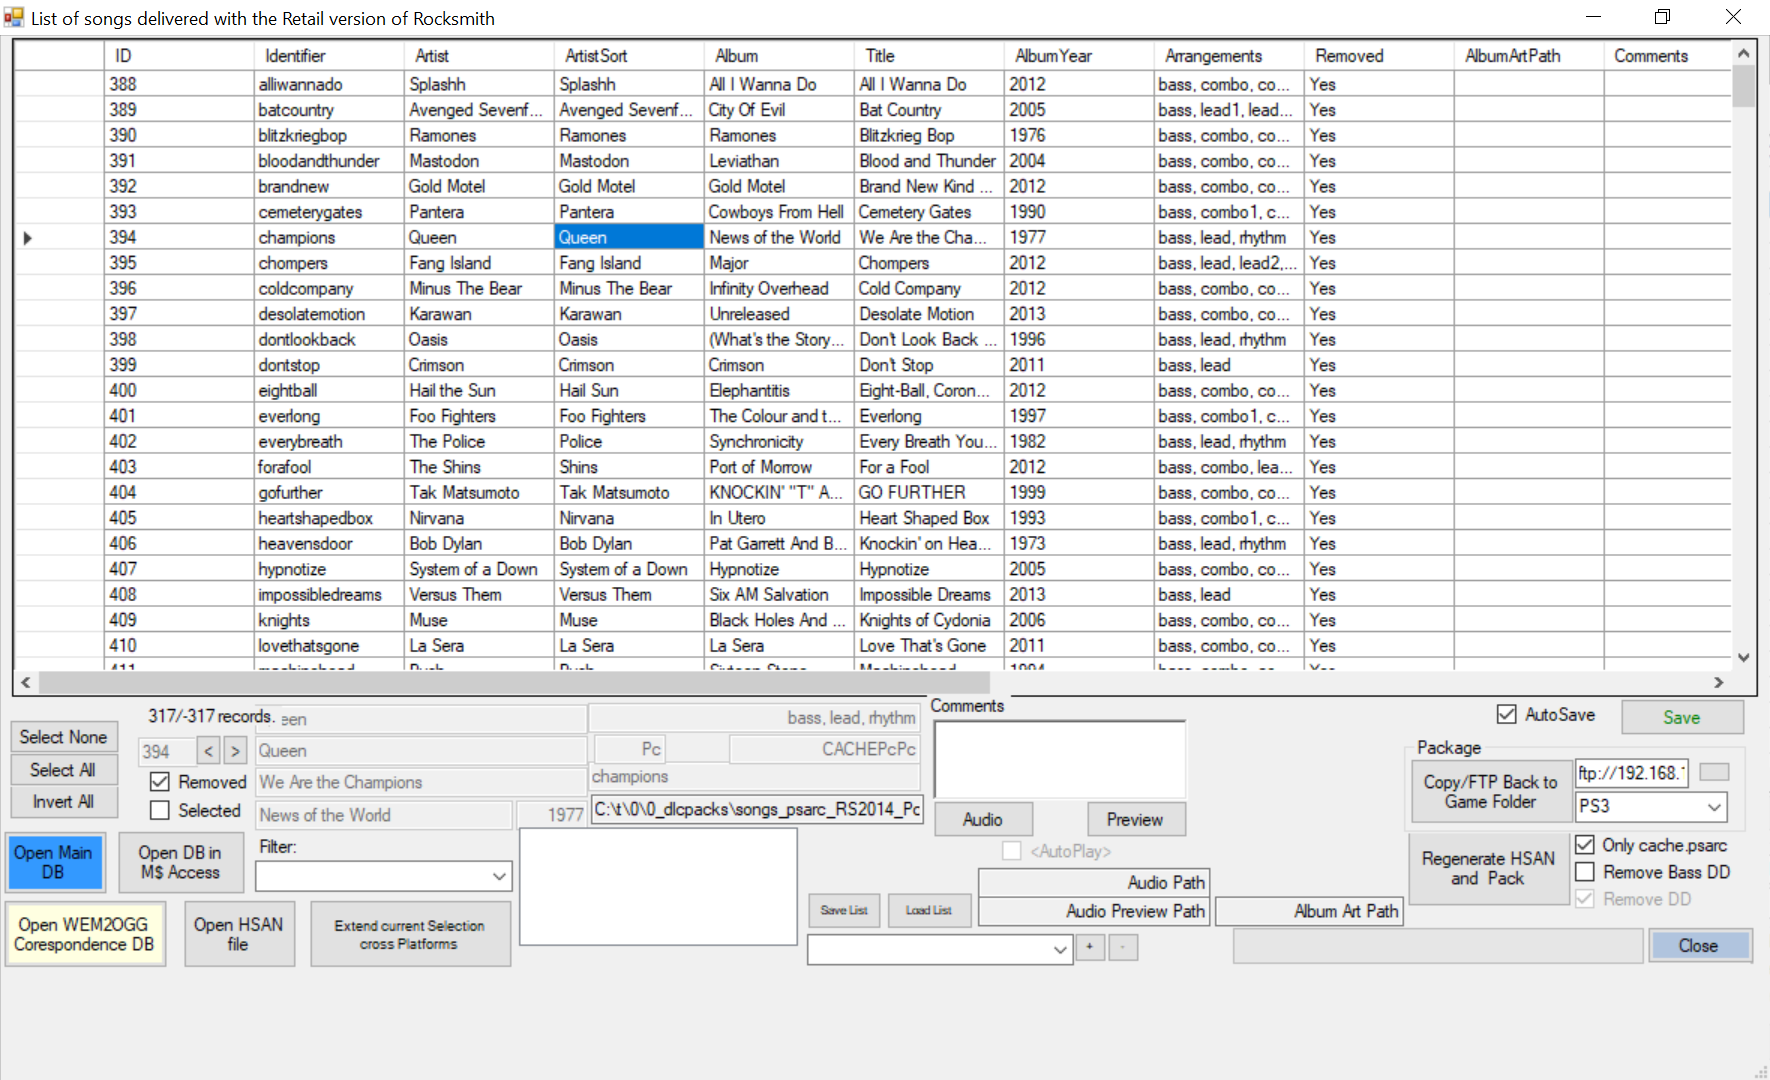 List of songs delivered with the Retail version of Rocksmith
ID Identifier Artist ArtistSort Album Title AlbumYear Arrangements Removed AlbumArtPath Comments
388 alliwannado Splashh Splashh All I Wanna Do All I Wanna Do 2012 bass, combo, co... Yes
389 batcountry Avenged Sevenf... Avenged Sevenf... City Of Evil Bat Country 2005 bass, lead1, lead... Yes
390 blitzkriegbop Ramones Ramones Ramones Blitzkrieg Bop 1976 bass, combo, co... Yes
391 bloodandthunder Mastodon Mastodon Leviathan Blood and Thunder 2004 bass, combo, co... Yes
392 brandnew Gold Motel Gold Motel Gold Motel Brand New Kind ... 2012 bass, combo, co... Yes
393 cemeterygates Pantera Pantera Cowboys From Hell Cemetery Gates 1990 bass, combo1, c... Yes
394 champions Queen Queen News of the World We Are the Cha... 1977 bass, lead, rhythm Yes
395 chompers Fang Island Fang Island Major Chompers 2012 bass, lead, lead2,... Yes
396 coldcompany Minus The Bear Minus The Bear Infinity Overhead Cold Company 2012 bass, combo, co... Yes
397 desolatemotion Karawan Karawan Unreleased Desolate Motion 2013 bass, combo, co... Yes
398 dontlookback Oasis Oasis (What's the Story... Don't Look Back ... 1996 bass, lead, rhythm Yes
399 dontstop Crimson Crimson Crimson Don't Stop 2011 bass, lead Yes
400 eightball Hail the Sun Hail Sun Elephantitis Eight-Ball, Coron... 2012 bass, combo, co... Yes
401 everlong Foo Fighters Foo Fighters The Colour and t... Everlong 1997 bass, combo1, c... Yes
402 everybreath The Police Police Synchronicity Every Breath You... 1982 bass, lead, rhythm Yes
403 forafool The Shins Shins Port of Morrow For a Fool 2012 bass, combo, lea... Yes
404 gofurther Tak Matsumoto Tak Matsumoto KNOCKIN' "T" A... GO FURTHER 1999 bass, combo, co... Yes
405 heartshapedbox Nirvana Nirvana In Utero Heart Shaped Box 1993 bass, combo1, c... Yes
406 heavensdoor Bob Dylan Bob Dylan Pat Garrett And B... Knockin' on Hea... 1973 bass, lead, rhythm Yes
407 hypnotize System of a Down System of a Down Hypnotize Hypnotize 2005 bass, combo, co... Yes
408 impossibledreams Versus Them Versus Them Six AM Salvation Impossible Dreams 2013 bass, lead Yes
409 knights Muse Muse Black Holes And ... Knights of Cydonia 2006 bass, combo, co... Yes
410 lovethatsgone La Sera La Sera La Sera Love That's Gone 2011 bass, combo, co... Yes
317/-317 records. een bass, lead, rhythm Comments AutoSave Save
Select None 394 < > Queen Pc CACHEPcPc Package
Select All Removed We Are the Champions champions Copy/FTP Back to Game Folder ftp://192.168.
Invert All Selected News of the World 1977 C:\t\0\0_dlcpacks\songs_psarc_RS2014_Pc Audio Preview PS3
Open Main DB Open DB in M$ Access Filter: <AutoPlay> Regenerate HSAN and Pack Only cache.psarc
Remove Bass DD
Audio Path
Remove DD
Save List Load List Audio Preview Path Album Art Path
Open WEM2OGG Corespondence DB Open HSAN file Extend current Selection cross Platforms + - Close